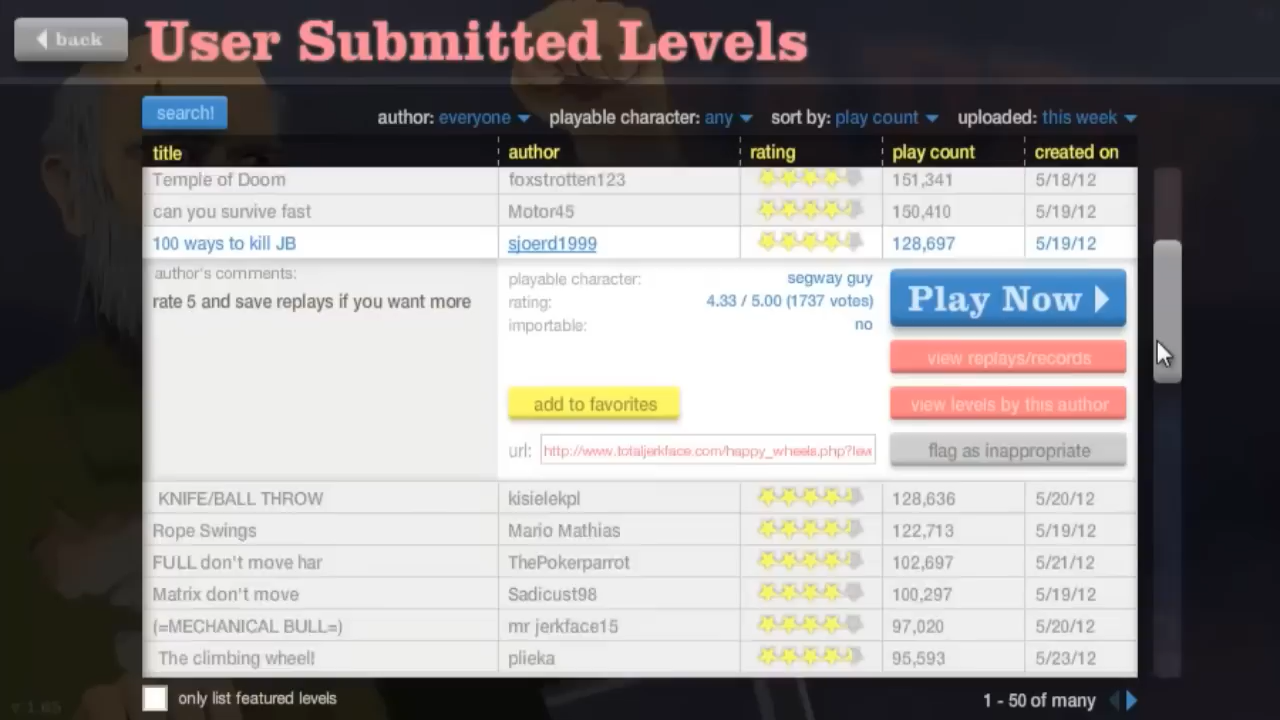 back
User Submitted Levels
search!
author: everyone playable character: any sort by: play count uploaded: this week
title author rating play count created on
Temple of Doom foxstrotten123 151,341 5/18/12
can you survive fast Motor45 150,410 5/19/12
100 ways to kill JB sjoerd1999 128,697 5/19/12
author's comments:
rate 5 and save replays if you want more
playable character: segway guy
rating: 4.33 / 5.00 (1737 votes)
importable: no
add to favorites
url: http://www.totaljerkface.com/happy_wheels.php?lev
Play Now
view replays/records
view levels by this author
flag as inappropriate
KNIFE/BALL THROW kisielekpl 128,636 5/20/12
Rope Swings Mario Mathias 122,713 5/19/12
FULL don't move har ThePokerparrot 102,697 5/21/12
Matrix don't move Sadicust98 100,297 5/19/12
(=MECHANICAL BULL=) mr jerkface15 97,020 5/20/12
The climbing wheel! plieka 95,593 5/23/12
only list featured levels
1 - 50 of many